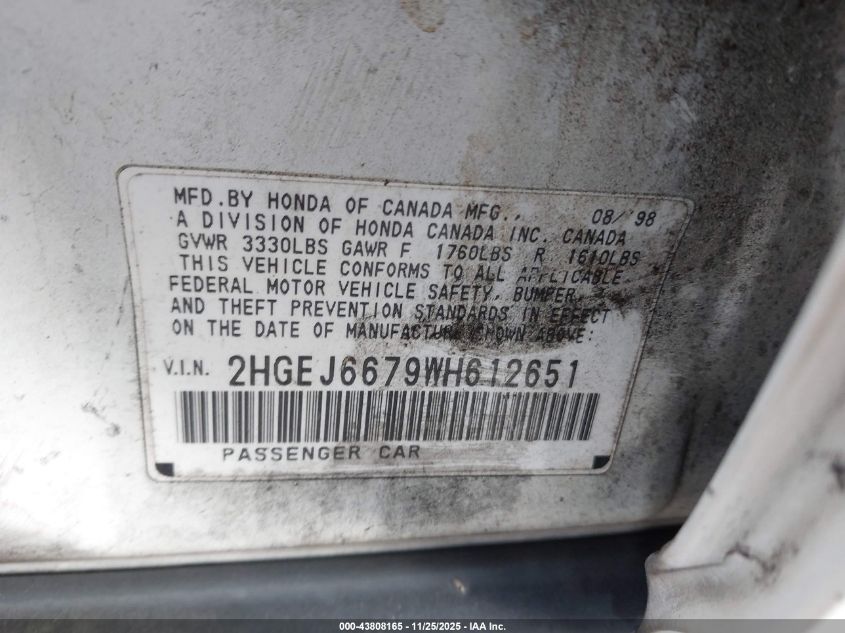 MFD.BY HONDA OF CANADA MFG., 08/'98
A DIVISION OF HONDA CANADA INC. CANADA
GVWR 3330LBS GAWR F 1760LBS R 1610LBS
THIS VEHICLE CONFORMS TO ALL APPLICABLE
FEDERAL MOTOR VEHICLE SAFETY, BUMPER,
AND THEFT PREVENTION STANDARDS IN EFFECT
ON THE DATE OF MANUFACTURE SHOWN ABOVE:
V.I.N. 2HGEJ6679WH612651
PASSENGER CAR
000-43808165 - 11/25/2025 - IAA Inc.